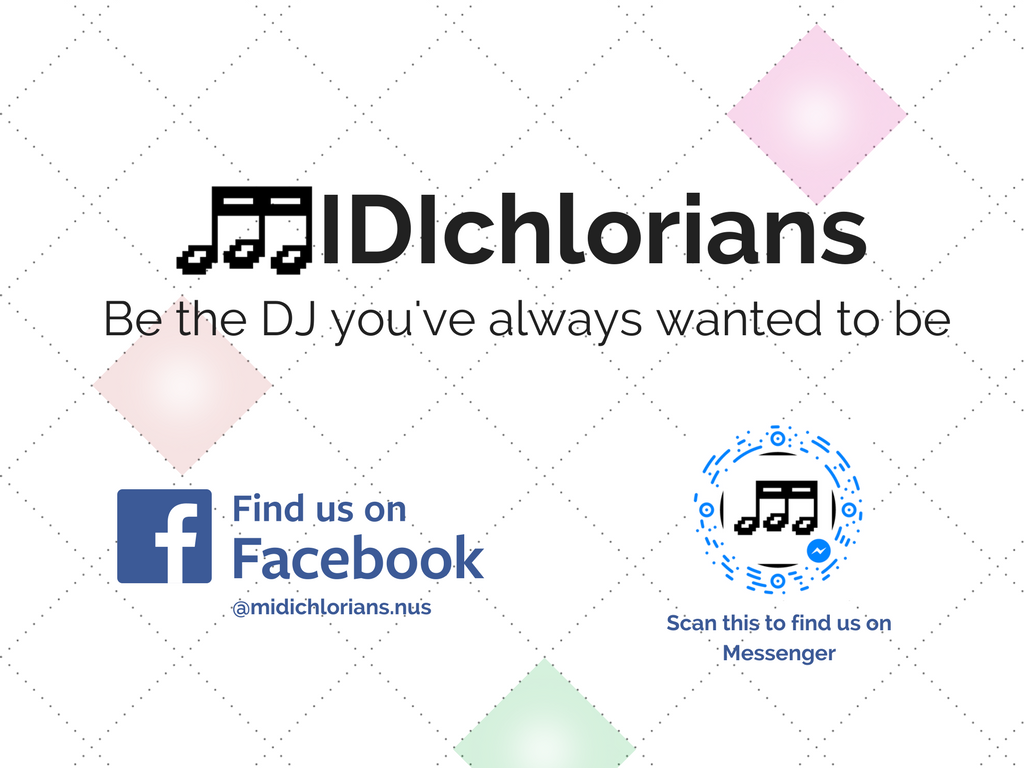 MIDIchlorians
Be the DJ you've always wanted to be
Find us on
Facebook
@midichlorians.nus
Scan this to find us on
Messenger